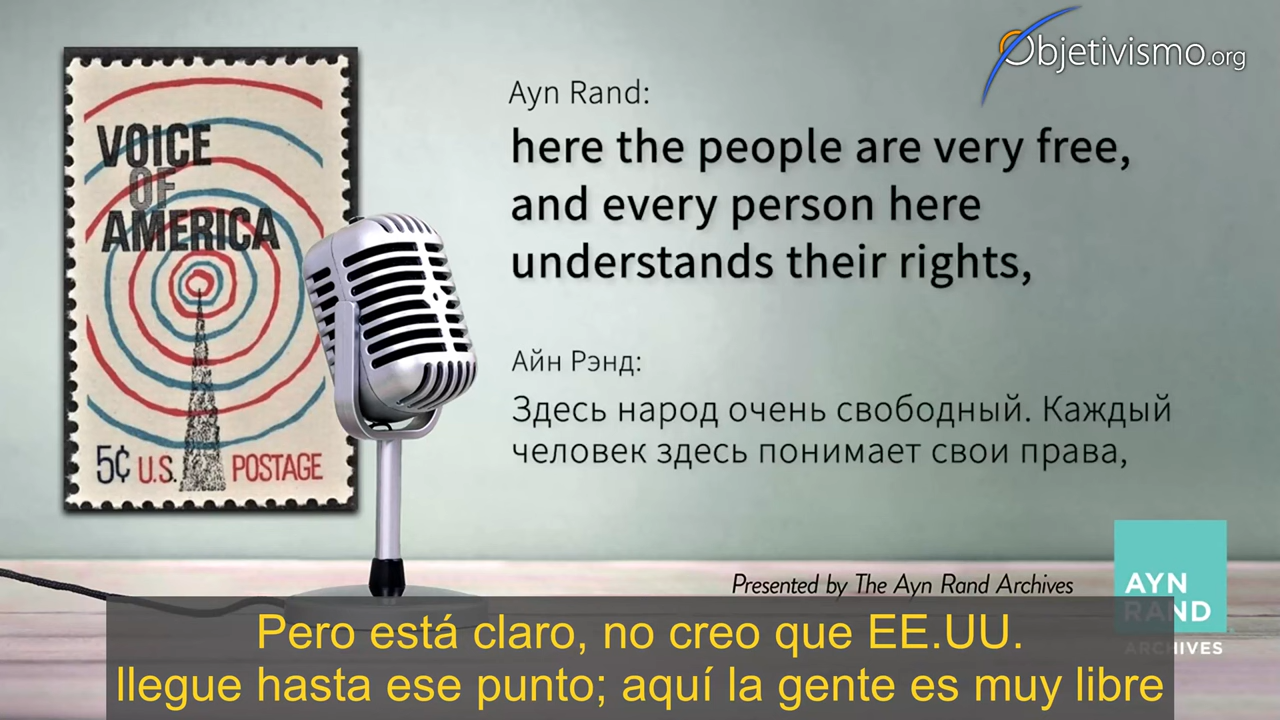 Objetivismo.org
VOICE
OF
AMERICA
5¢ U.S. POSTAGE
Ayn Rand:
here the people are very free,
and every person here
understands their rights,
Айн Рэнд:
Здесь народ очень свободный. Каждый
человек здесь понимает свои права,
Presented by The Ayn Rand Archives
AYN
RAND
ARCHIVES
Pero está claro, no creo que EE.UU.
llegue hasta ese punto; aquí la gente es muy libre